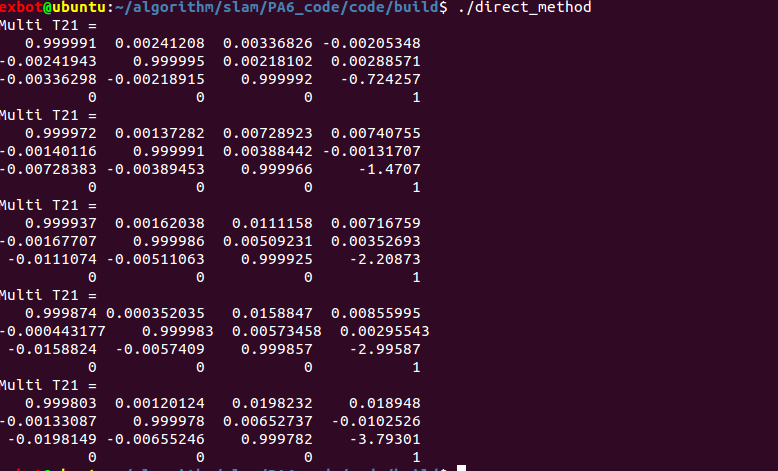 exbot@ubuntu:~/algorithm/slam/PA6_code/code/build$ ./direct_method
Multi T21 =
0.999991 0.00241208 0.00336826 -0.00205348
-0.00241943 0.999995 0.00218102 0.00288571
-0.00336298 -0.00218915 0.999992 -0.724257
0 0 0 1
Multi T21 =
0.999972 0.00137282 0.00728923 0.00740755
-0.00140116 0.999991 0.00388442 -0.00131707
-0.00728383 -0.00389453 0.999966 -1.4707
0 0 0 1
Multi T21 =
0.999937 0.00162038 0.0111158 0.00716759
-0.00167707 0.999986 0.00509231 0.00352693
-0.0111074 -0.00511063 0.999925 -2.20873
0 0 0 1
Multi T21 =
0.999874 0.000352035 0.0158847 0.00855995
-0.000443177 0.999983 0.00573458 0.00295543
-0.0158824 -0.0057409 0.999857 -2.99587
0 0 0 1
Multi T21 =
0.999803 0.00120124 0.0198232 0.018948
-0.00133087 0.999978 0.00652737 -0.0102526
-0.0198149 -0.00655246 0.999782 -3.79301
0 0 0 1